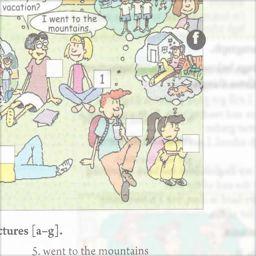 vacation?
I went to the
mountains.
f
1
?
ctures [a–g].
5. went to the mountains